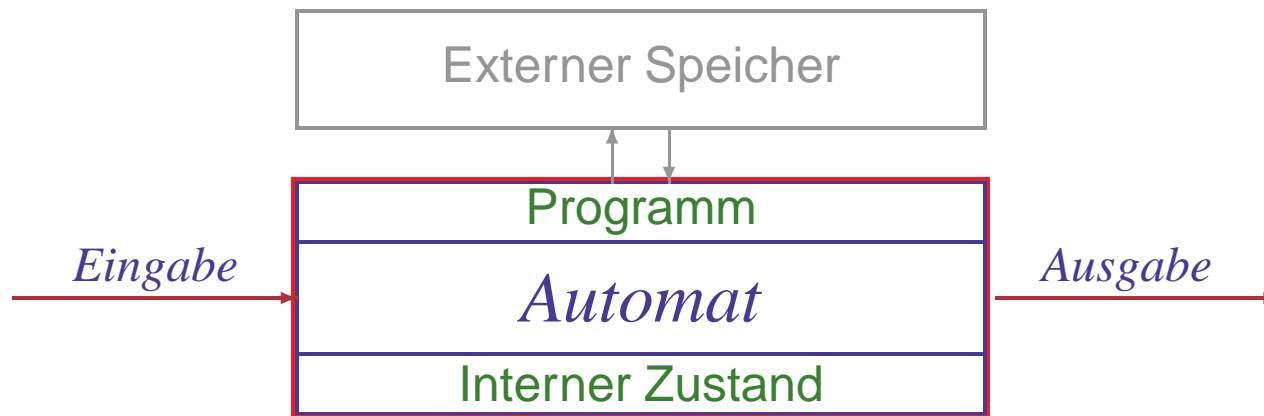 Externer Speicher
Programm
Eingabe
Automat
Ausgabe
Interner Zustand